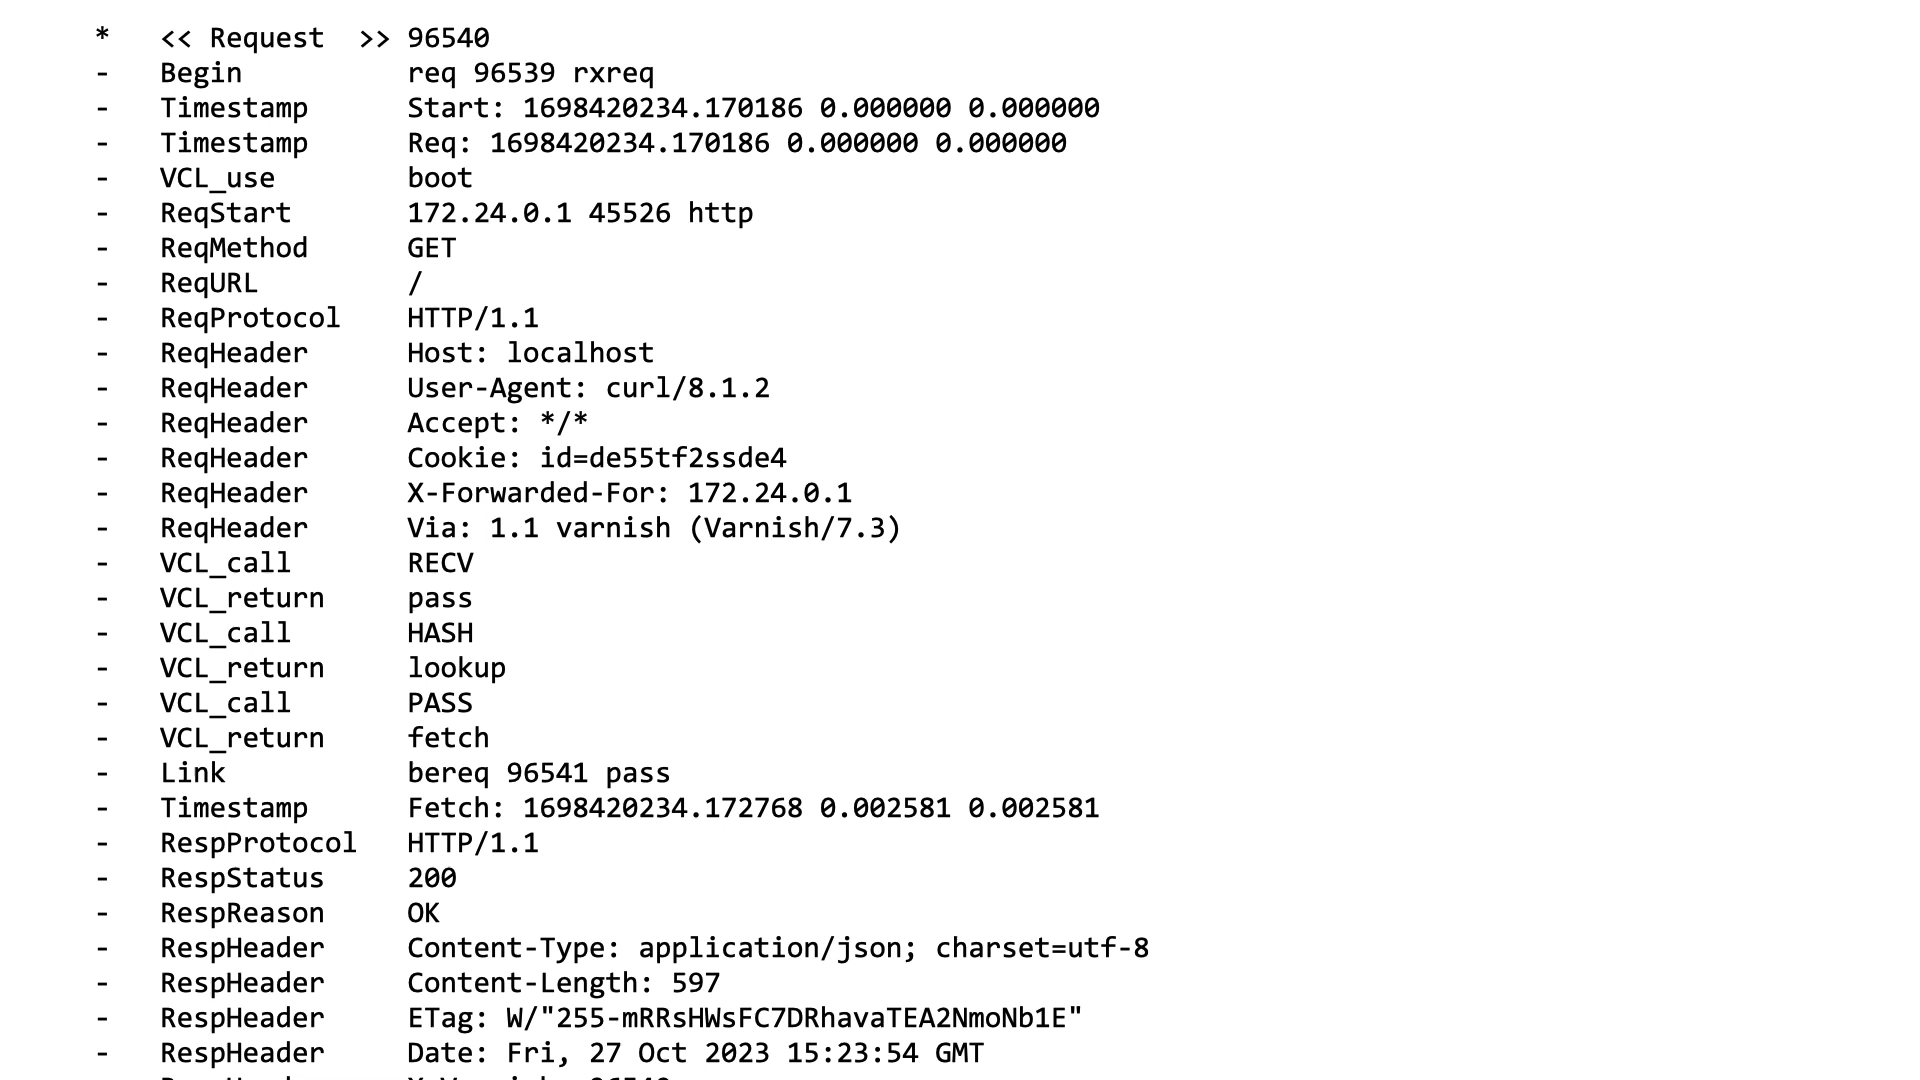 *   << Request  >> 96540
-   Begin          req 96539 rxreq
-   Timestamp      Start: 1698420234.170186 0.000000 0.000000
-   Timestamp      Req: 1698420234.170186 0.000000 0.000000
-   VCL_use        boot
-   ReqStart       172.24.0.1 45526 http
-   ReqMethod      GET
-   ReqURL         /
-   ReqProtocol    HTTP/1.1
-   ReqHeader      Host: localhost
-   ReqHeader      User-Agent: curl/8.1.2
-   ReqHeader      Accept: */*
-   ReqHeader      Cookie: id=de55tf2ssde4
-   ReqHeader      X-Forwarded-For: 172.24.0.1
-   ReqHeader      Via: 1.1 varnish (Varnish/7.3)
-   VCL_call       RECV
-   VCL_return     pass
-   VCL_call       HASH
-   VCL_return     lookup
-   VCL_call       PASS
-   VCL_return     fetch
-   Link           bereq 96541 pass
-   Timestamp      Fetch: 1698420234.172768 0.002581 0.002581
-   RespProtocol   HTTP/1.1
-   RespStatus     200
-   RespReason     OK
-   RespHeader     Content-Type: application/json; charset=utf-8
-   RespHeader     Content-Length: 597
-   RespHeader     ETag: W/"255-mRRsHWsFC7DRhavaTEA2NmoNb1E"
-   RespHeader     Date: Fri, 27 Oct 2023 15:23:54 GMT